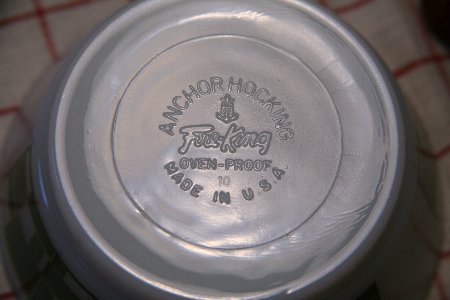 ANCHOR HOCKING
Fire-King
OVEN-PROOF
10
MADE IN U.S.A.